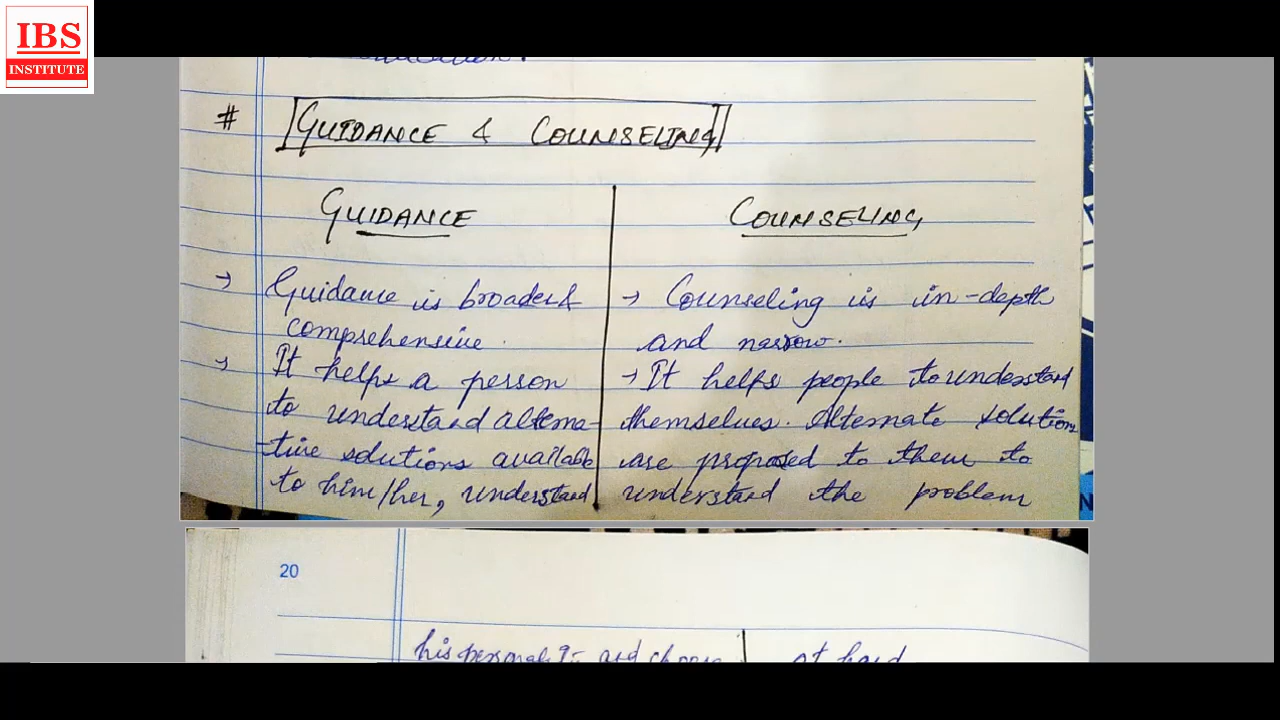 IBS
INSTITUTE
# GUIDANCE & COUNSELING
GUIDANCE
→ Guidance is broader &
comprehensive.
→ It helps a person
to understand alterna-
-tive solutions available
to him/her, understand
COUNSELING
→ Counseling is in-depth
and narrow.
→ It helps people to understand
themselves. Alternate solutions
are proposed to them to
understand the problem
20
his personality and choose
at hand